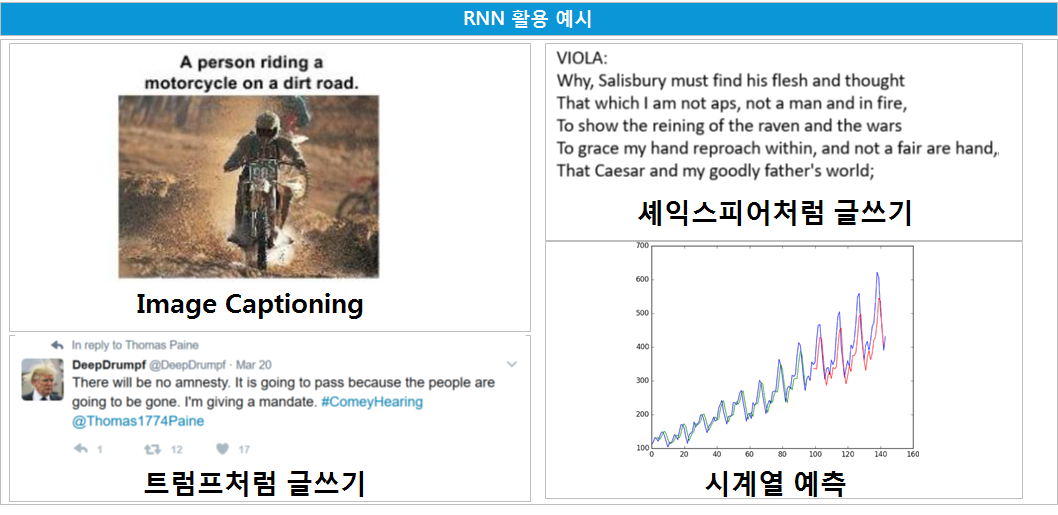 RNN 활용 예시
A person riding a
motorcycle on a dirt road.
Image Captioning
VIOLA:
Why, Salisbury must find his flesh and thought
That which I am not aps, not a man and in fire,
To show the reining of the raven and the wars
To grace my hand reproach within, and not a fair are hand,.
That Caesar and my goodly father's world;
셰익스피어처럼 글쓰기
In reply to Thomas Paine
DeepDrumpf @DeepDrumpf · Mar 20
There will be no amnesty. It is going to pass because the people are
going to be gone. I'm giving a mandate. #ComeyHearing
@Thomas1774Paine
1 12 17
트럼프처럼 글쓰기
700
600
500
400
300
200
100
0 20 40 60 80 100 120 140 160
시계열 예측